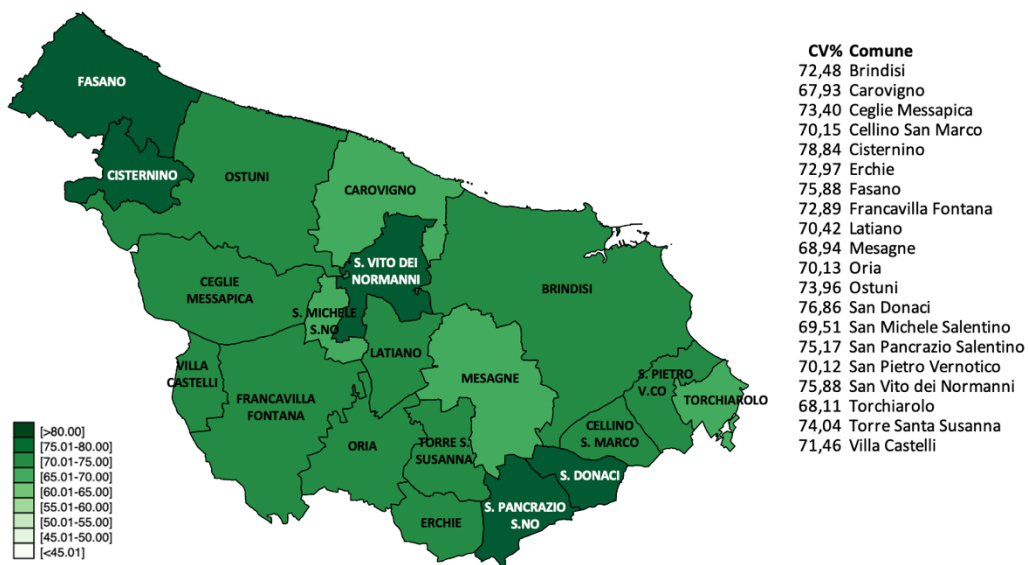 FASANO
CISTERNINO
OSTUNI
CAROVIGNO
S. VITO DEI
NORMANNI
CEGLIE
MESSAPICA
BRINDISI
S. MICHELE
S.NO
LATIANO
VILLA
CASTELLI
MESAGNE
S. PIETRO
V.CO
TORCHIAROLO
FRANCAVILLA
FONTANA
ORIA
TORRE S.
SUSANNA
CELLINO
S. MARCO
S. DONACI
S. PANCRAZIO
S.NO
ERCHIE
[>80.00]
[75.01-80.00]
[70.01-75.00]
[65.01-70.00]
[60.01-65.00]
[55.01-60.00]
[50.01-55.00]
[45.01-50.00]
[<45.01]
CV% Comune
72,48 Brindisi
67,93 Carovigno
73,40 Ceglie Messapica
70,15 Cellino San Marco
78,84 Cisternino
72,97 Erchie
75,88 Fasano
72,89 Francavilla Fontana
70,42 Latiano
68,94 Mesagne
70,13 Oria
73,96 Ostuni
76,86 San Donaci
69,51 San Michele Salentino
75,17 San Pancrazio Salentino
70,12 San Pietro Vernotico
75,88 San Vito dei Normanni
68,11 Torchiarolo
74,04 Torre Santa Susanna
71,46 Villa Castelli